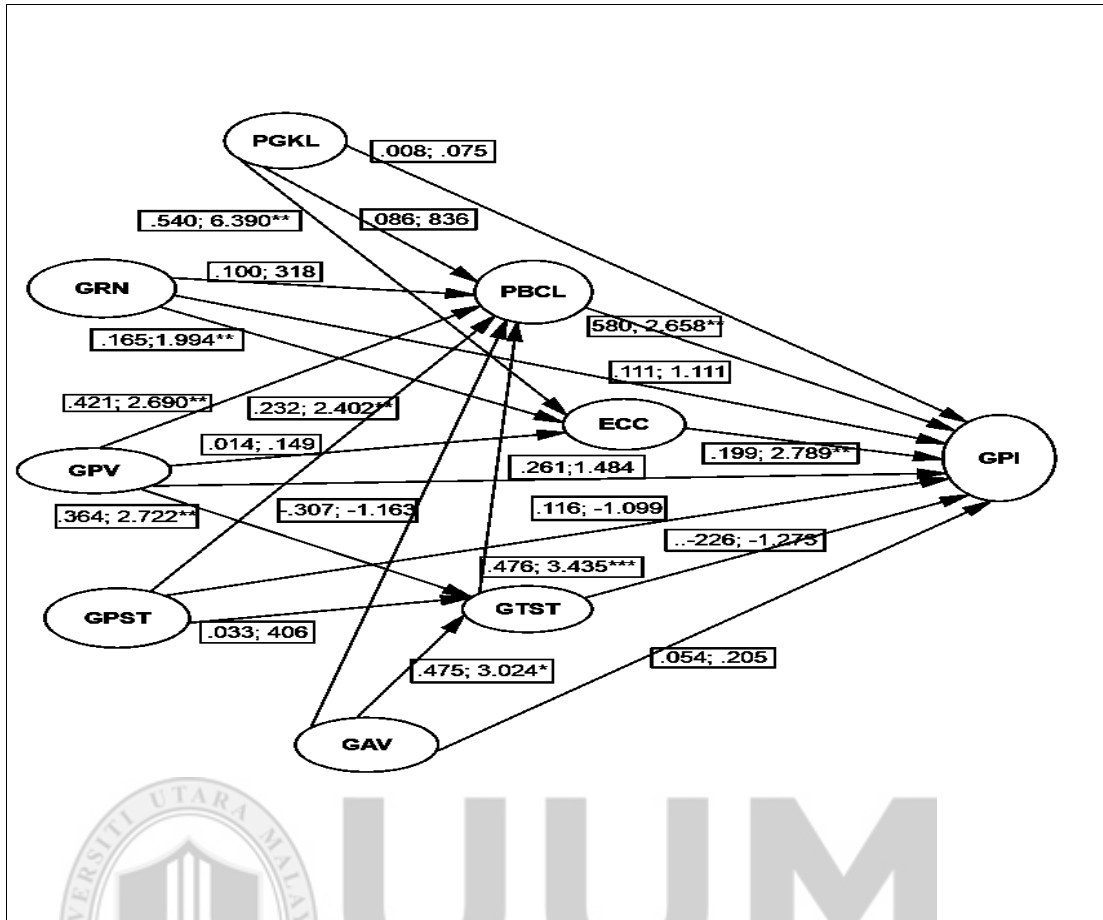 PGKL
.008; .075
.540; 6.390**
.086; 836
.100; 318
GRN
PBCL
580; 2.658**
.165;1.994**
.111; 1.111
.421; 2.690**
.232; 2.402**
ECC
.014; .149
.199; 2.789**
GPI
GPV
.261;1.484
.364; 2.722**
-.307; -1.163
.116; -1.099
..-226; -1.273
.476; 3.435***
GPST
GTST
.033; 406
.475; 3.024*
.054; .205
GAV
UTARA
UUM